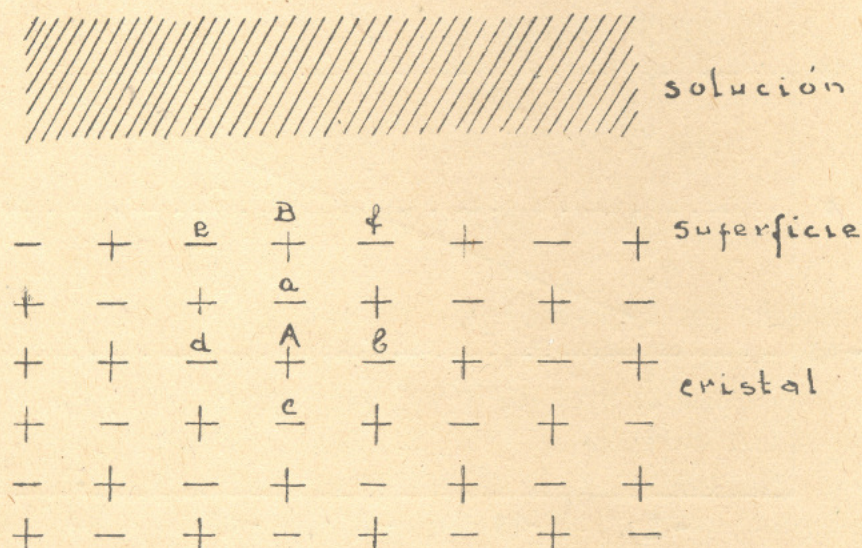 solución
B
e f
− + − + − + − + superficie
a
+ − + − + − + −
d A b
+ + − + − + − + cristal
c
+ − + − + − + −
− + − + − + − +
+ − + − + − + −